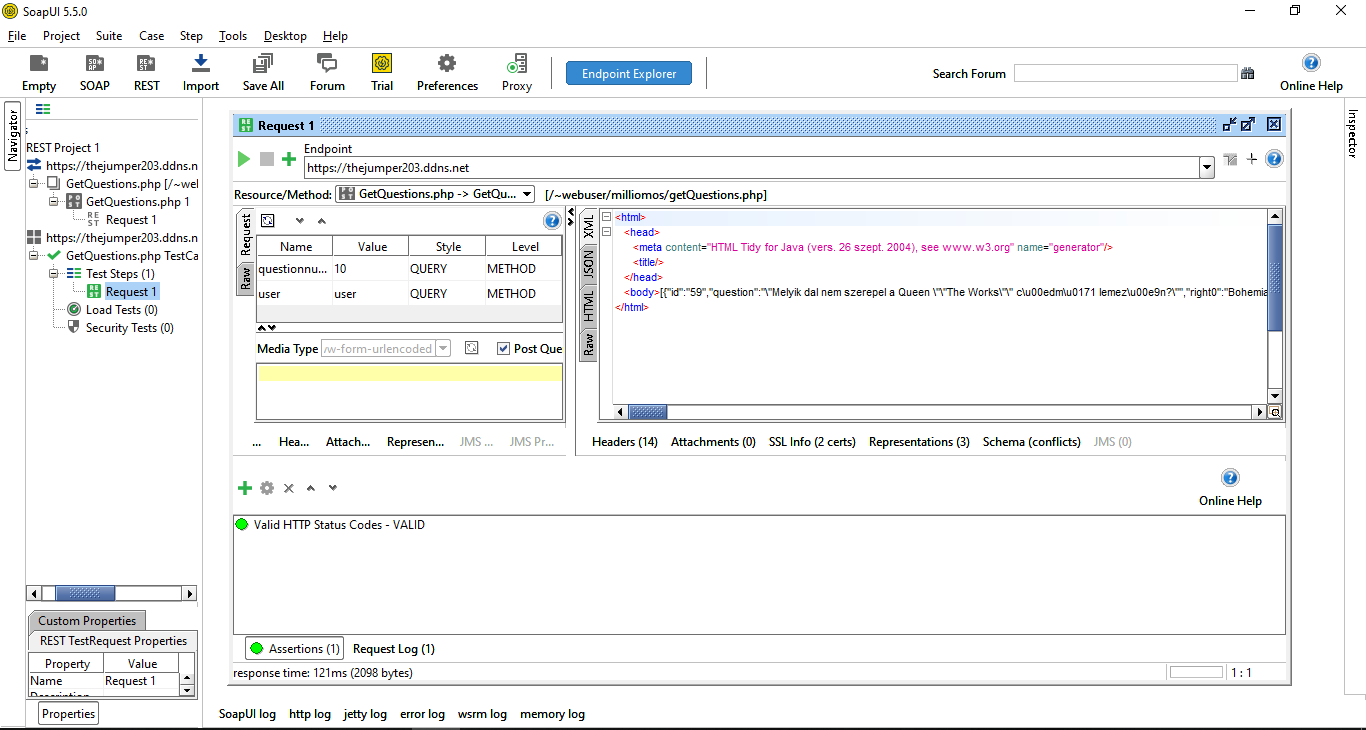 SoapUI 5.5.0
File Project Suite Case Step Tools Desktop Help
Empty SOAP REST Import Save All Forum Trial Preferences Proxy Endpoint Explorer Search Forum Online Help
Navigator
REST Project 1
https://thejumper203.ddns.n
GetQuestions.php [/~wel
GetQuestions.php 1
Request 1
https://thejumper203.ddns.n
GetQuestions.php TestCa
Test Steps (1)
Request 1
Load Tests (0)
Security Tests (0)
Custom Properties
REST TestRequest Properties
Property Value
Name Request 1
Description
Properties
Request 1
Endpoint
https://thejumper203.ddns.net
Resource/Method: GetQuestions.php -> GetQu... [/~webuser/milliomos/getQuestions.php]
Request
Raw
Name Value Style Level
questionnu... 10 QUERY METHOD
user user QUERY METHOD
Media Type /w-form-urlencoded Post Que
... Hea... Attach... Represen... JMS ... JMS Pr...
XML
JSON
HTML
Raw
<html>
<head>
<meta content="HTML Tidy for Java (vers. 26 szept. 2004), see www.w3.org" name="generator"/>
<title/>
</head>
<body>[{"id":"59","question":"\"Melyik dal nem szerepel a Queen \"\"The Works\"\" c\u00edm\u0171 lemez\u00e9n?\"","right0":"Bohemia
</html>
Headers (14) Attachments (0) SSL Info (2 certs) Representations (3) Schema (conflicts) JMS (0)
Online Help
Valid HTTP Status Codes - VALID
Assertions (1) Request Log (1)
response time: 121ms (2098 bytes) 1 : 1
SoapUI log http log jetty log error log wsrm log memory log
Inspector